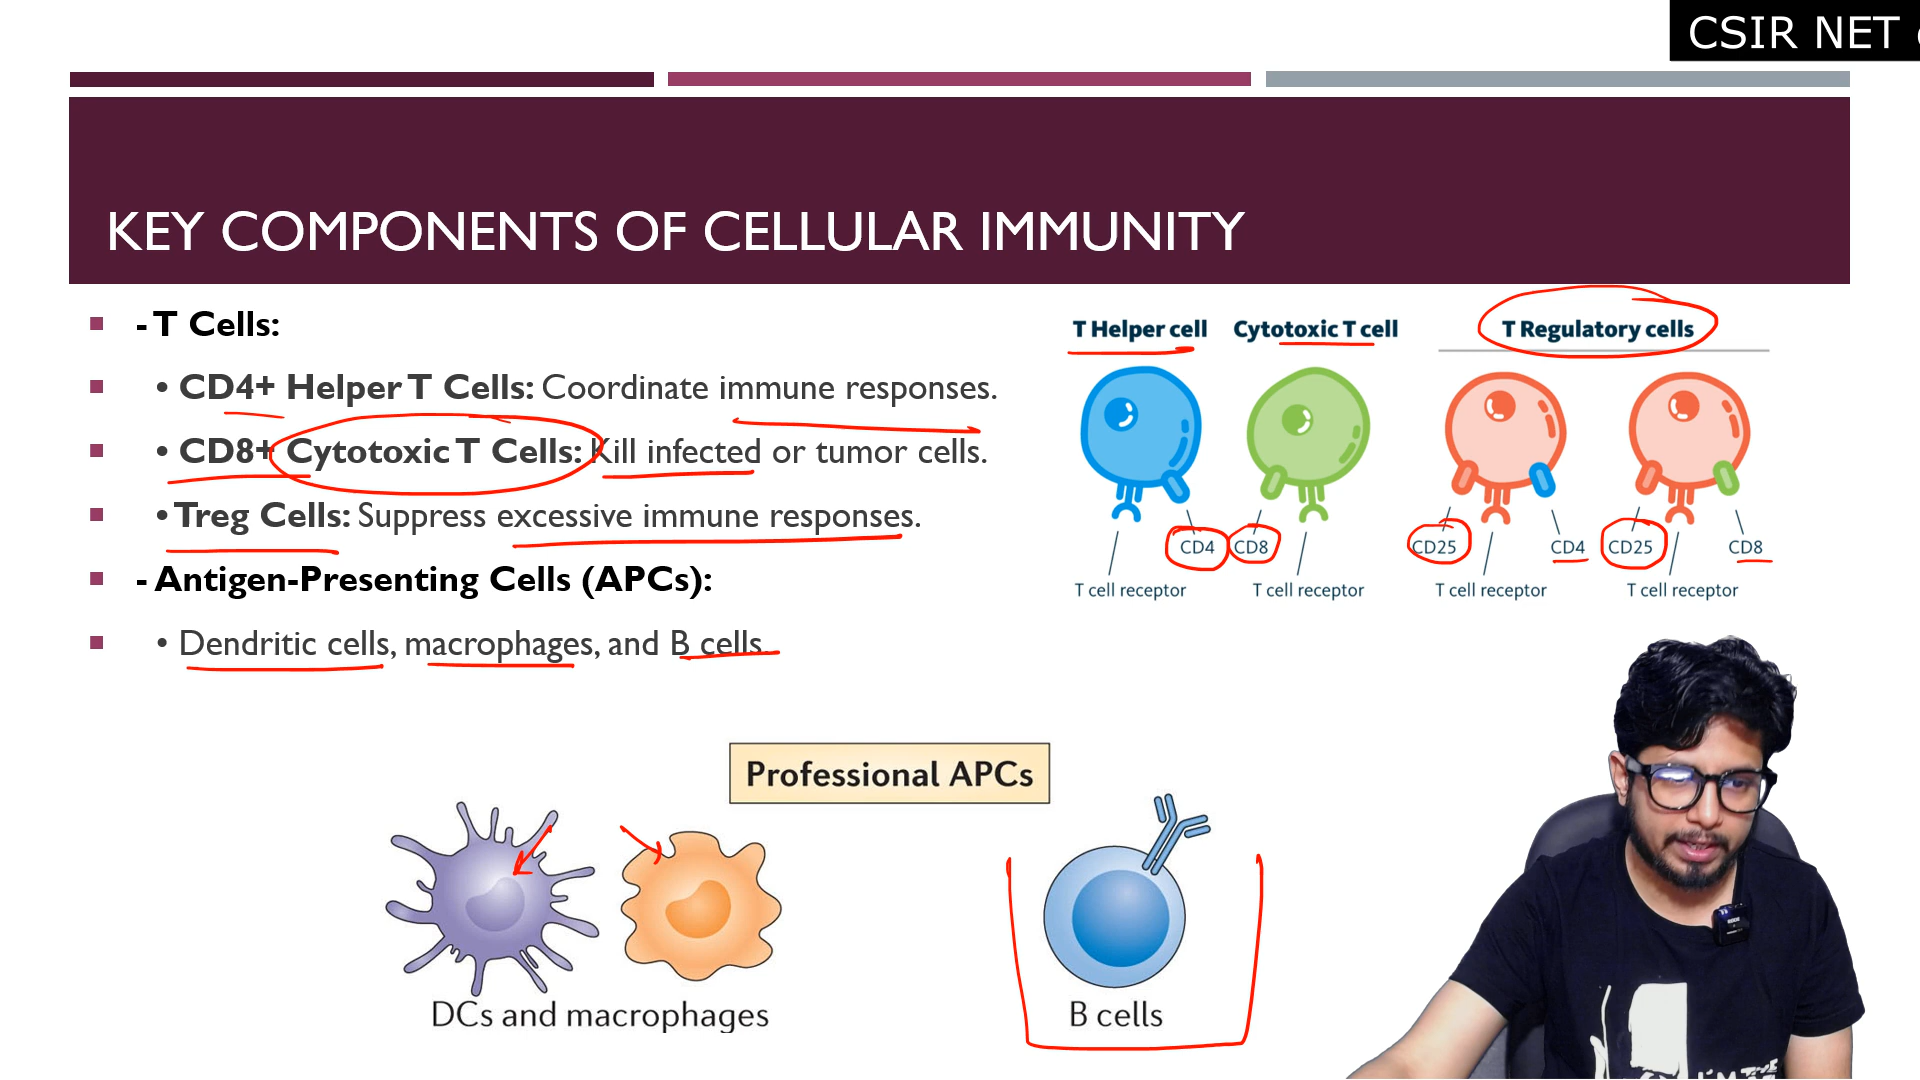 CSIR NET
KEY COMPONENTS OF CELLULAR IMMUNITY
- T Cells:
• CD4+ Helper T Cells: Coordinate immune responses.
• CD8+ Cytotoxic T Cells: Kill infected or tumor cells.
• Treg Cells: Suppress excessive immune responses.
- Antigen-Presenting Cells (APCs):
• Dendritic cells, macrophages, and B cells.
T Helper cell
Cytotoxic T cell
T Regulatory cells
CD4
CD8
CD25
CD4
CD25
CD8
T cell receptor
T cell receptor
T cell receptor
T cell receptor
Professional APCs
DCs and macrophages
B cells